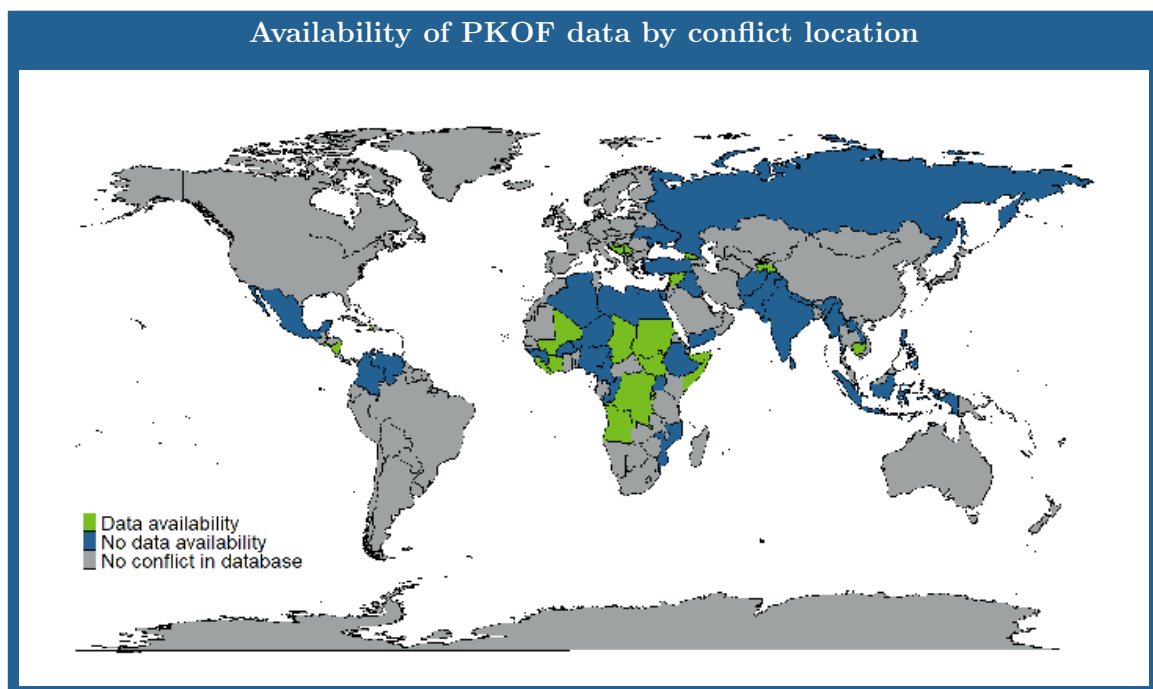 Availability of PKOF data by conflict location
Data availability
No data availability
No conflict in database